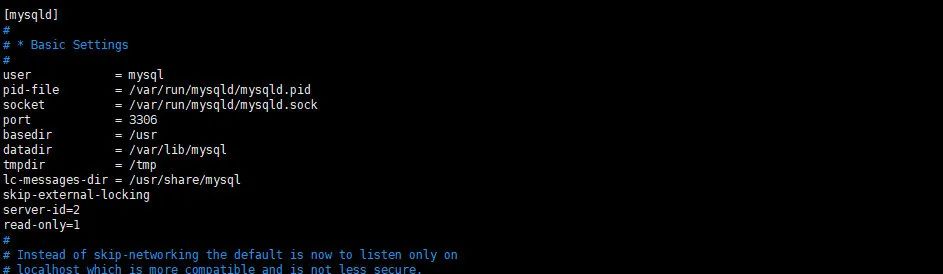 [mysqld]
#
# * Basic Settings
#
user            = mysql
pid-file        = /var/run/mysqld/mysqld.pid
socket          = /var/run/mysqld/mysqld.sock
port            = 3306
basedir         = /usr
datadir         = /var/lib/mysql
tmpdir          = /tmp
lc-messages-dir = /usr/share/mysql
skip-external-locking
server-id=2
read-only=1
#
# Instead of skip-networking the default is now to listen only on
# localhost which is more compatible and is not less secure.